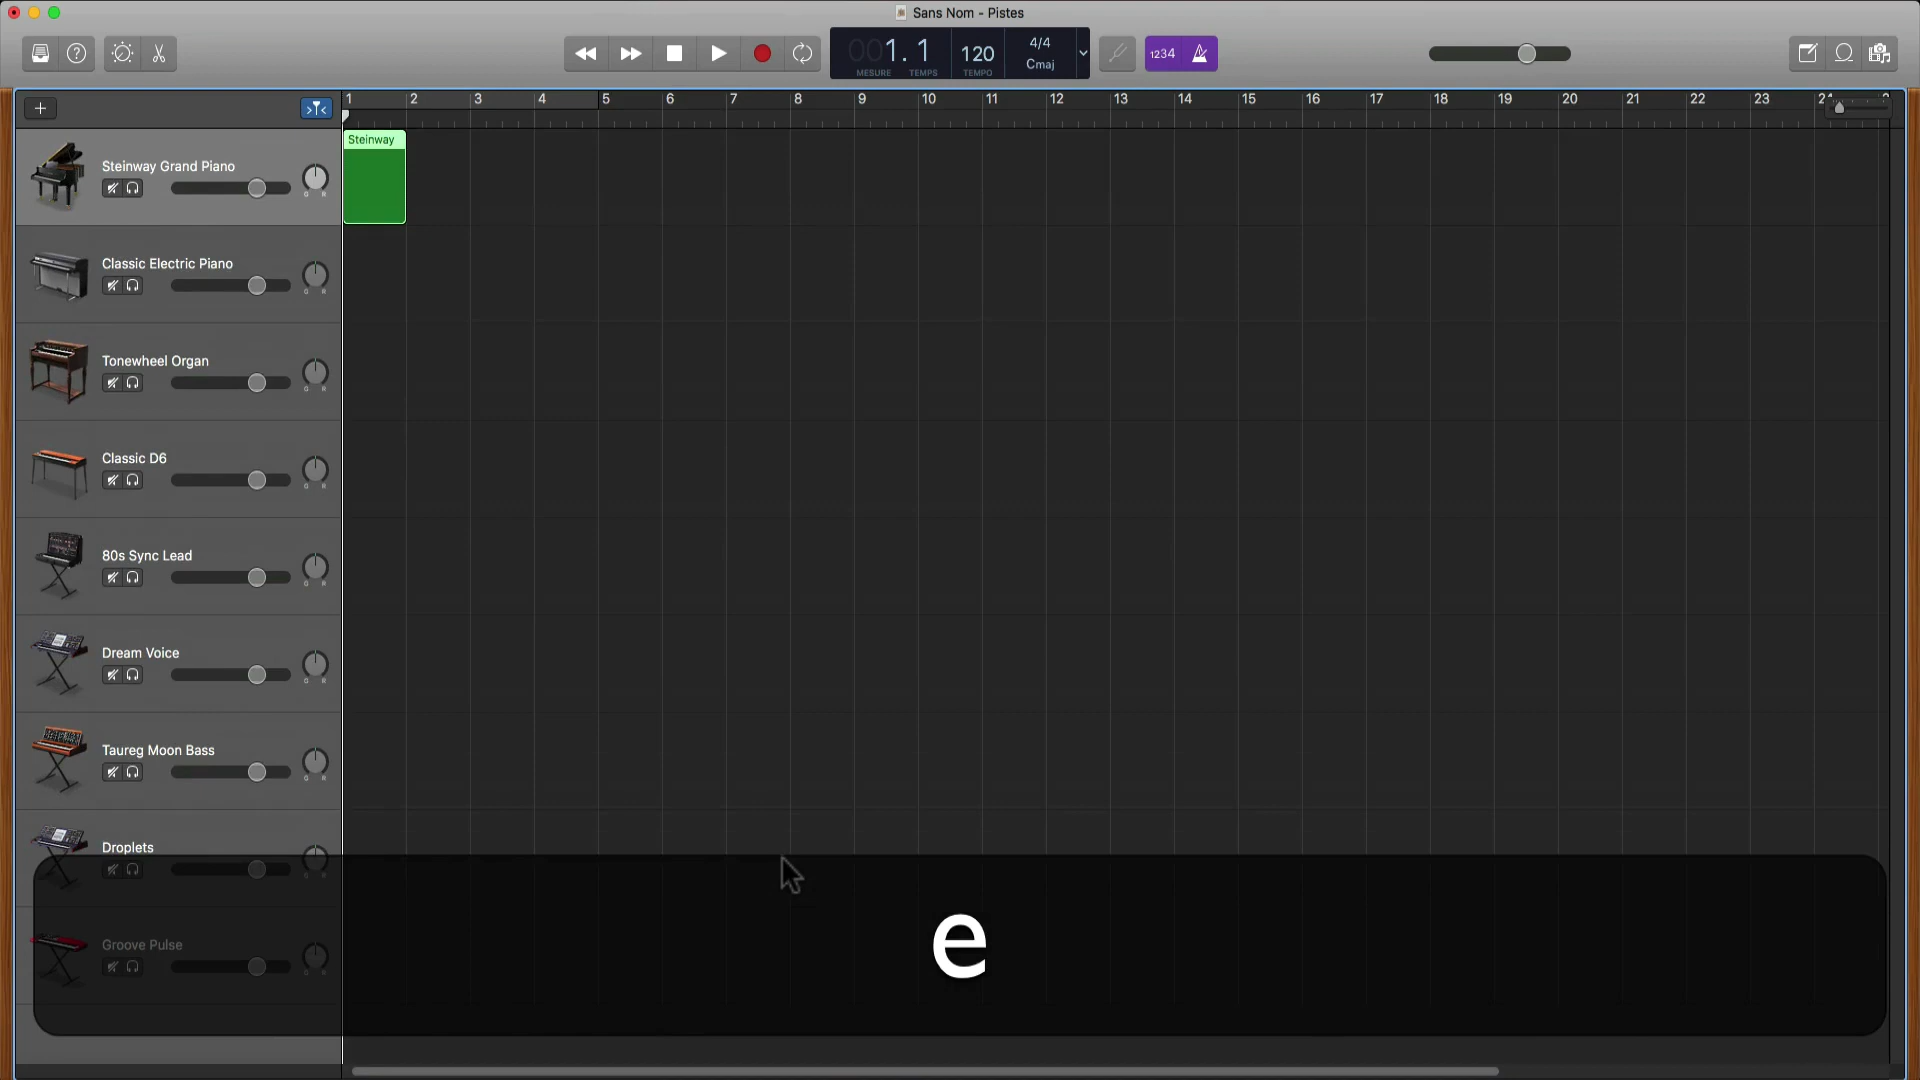 Sans Nom - Pistes
001. 1
MESURE TEMPS
120
TEMPO
4/4
Cmaj
1234
1 2 3 4 5 6 7 8 9 10 11 12 13 14 15 16 17 18 19 20 21 22 23
Steinway
Steinway Grand Piano
G R
Classic Electric Piano
G R
Tonewheel Organ
G R
Classic D6
G R
80s Sync Lead
G R
Dream Voice
G R
Taureg Moon Bass
G R
Droplets
Groove Pulse
G R
e